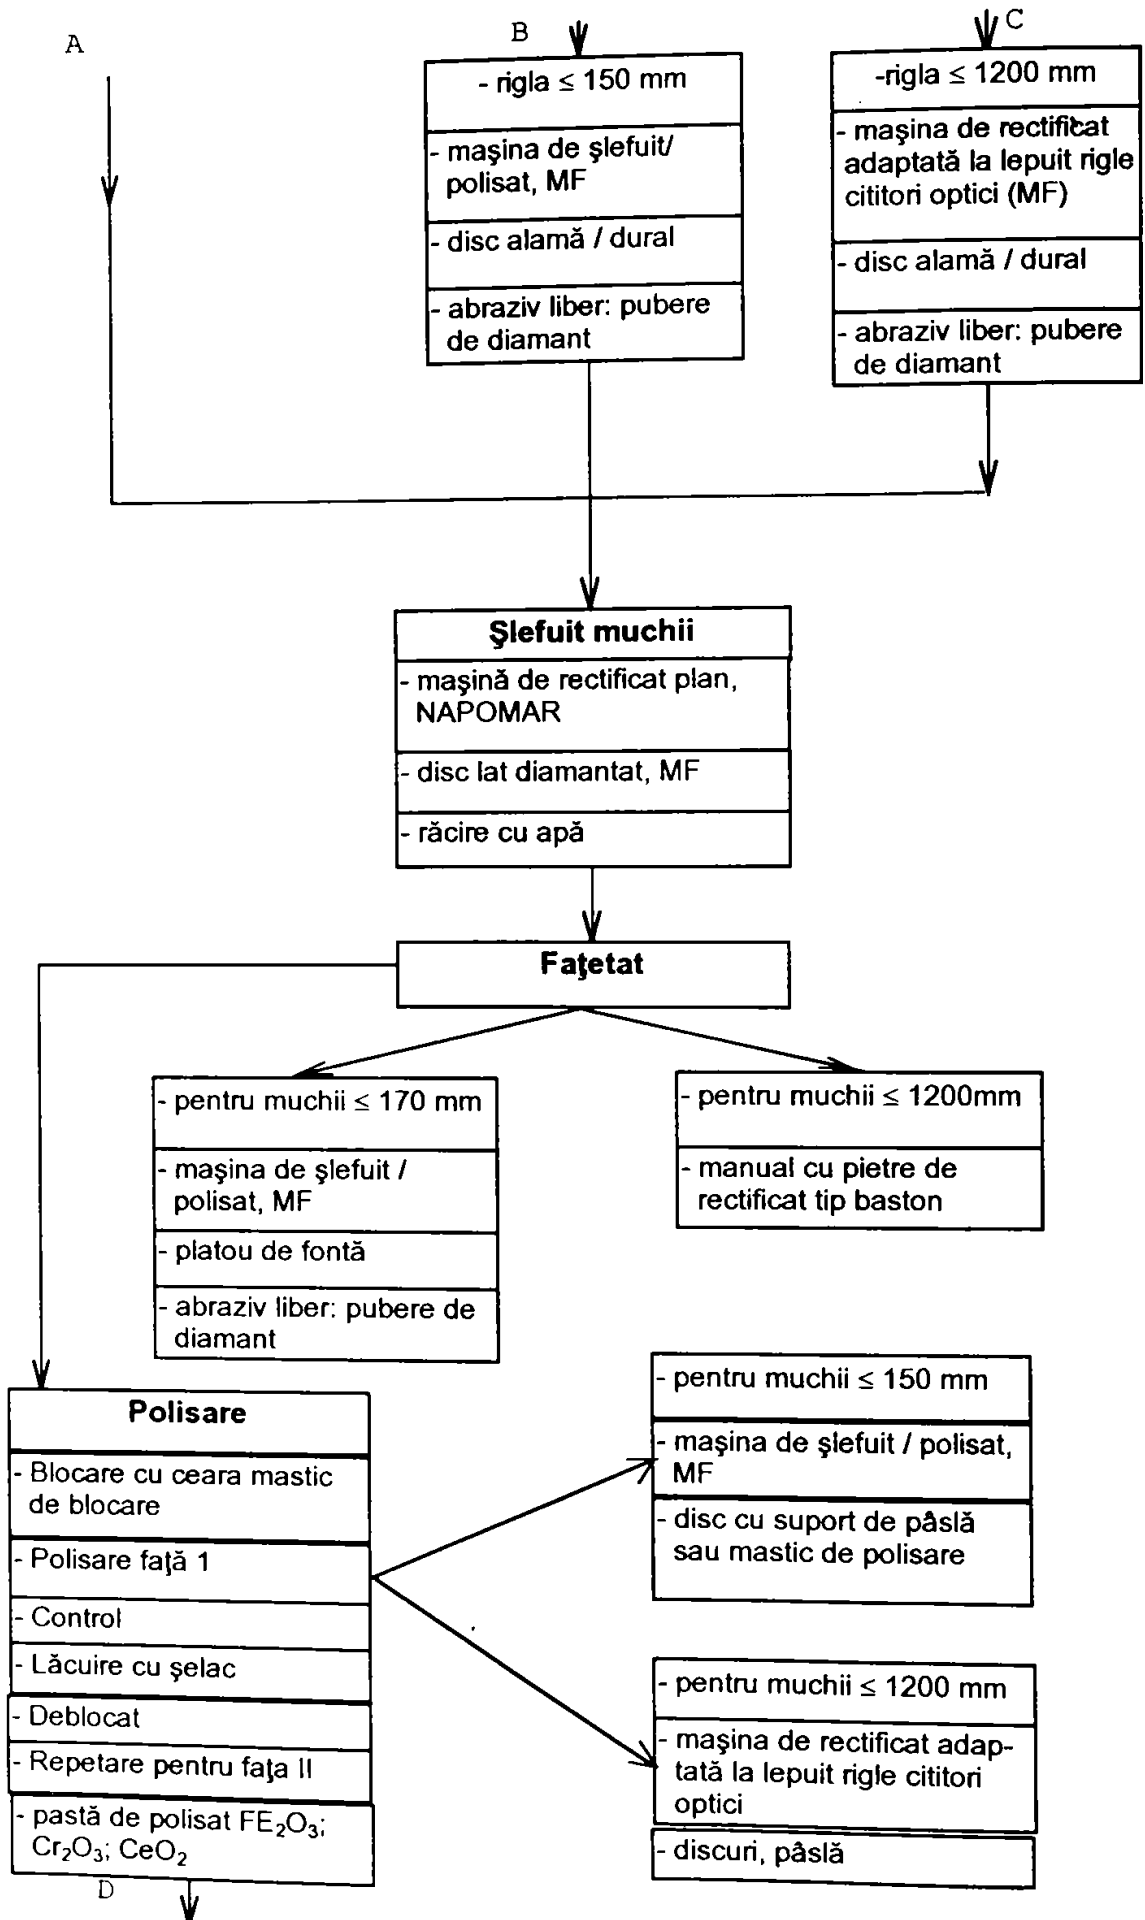 A
B
C
- rigla ≤ 150 mm
- maşina de şlefuit/
polisat, MF
- disc alamă / dural
- abraziv liber: pubere
de diamant
-rigla ≤ 1200 mm
- maşina de rectificat
adaptată la lepuit rigle
cititori optici (MF)
- disc alamă / dural
- abraziv liber: pubere
de diamant
Şlefuit muchii
- maşină de rectificat plan,
NAPOMAR
- disc lat diamantat, MF
- răcire cu apă
Faţetat
- pentru muchii ≤ 170 mm
- maşina de şlefuit /
polisat, MF
- platou de fontă
- abraziv liber: pubere de
diamant
- pentru muchii ≤ 1200mm
- manual cu pietre de
rectificat tip baston
Polisare
- Blocare cu ceara mastic
de blocare
- Polisare faţă 1
- Control
- Lăcuire cu şelac
- Deblocat
- Repetare pentru faţa II
- pastă de polisat FE₂O₃;
Cr₂O₃; CeO₂
D
- pentru muchii ≤ 150 mm
- maşina de şlefuit / polisat,
MF
- disc cu suport de pâslă
sau mastic de polisare
- pentru muchii ≤ 1200 mm
- maşina de rectificat adap-
tată la lepuit rigle cititori
optici
- discuri, pâslă